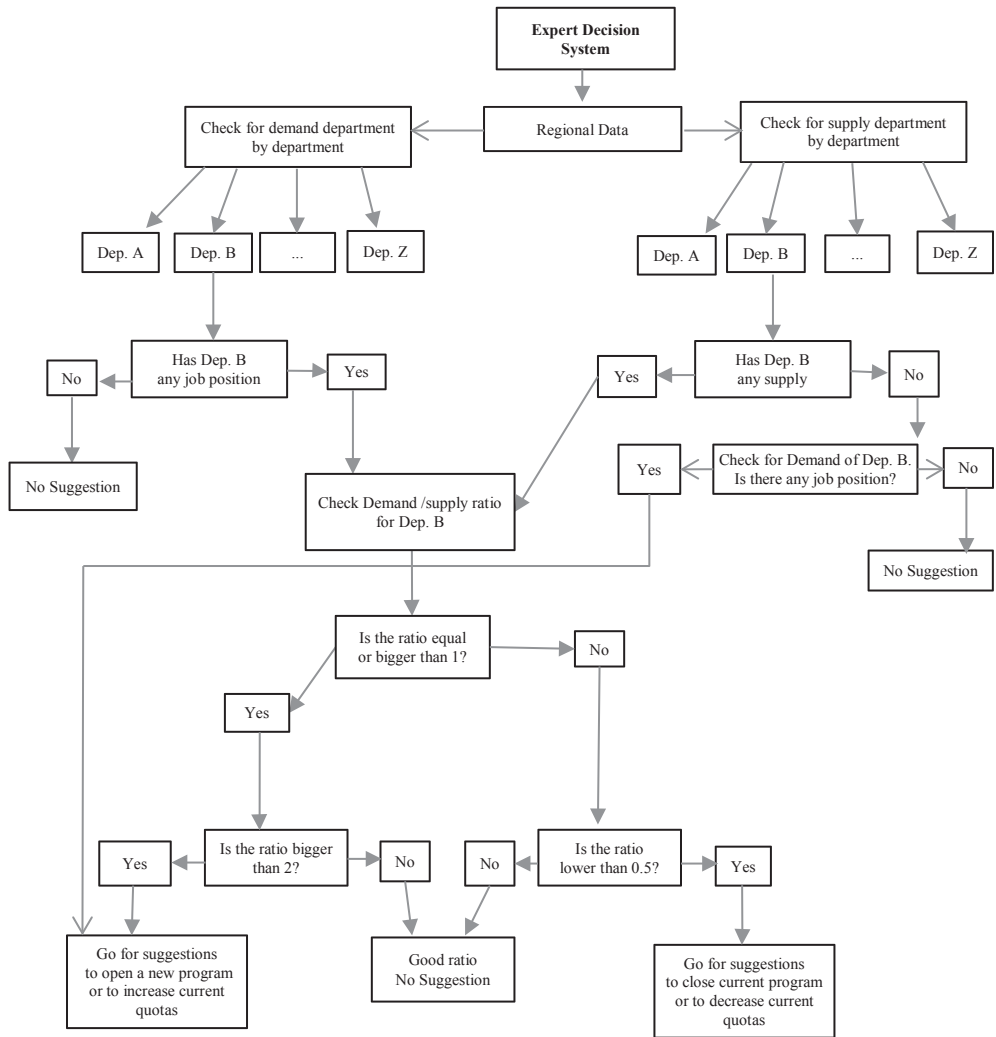 Expert Decision
System
Regional Data
Check for demand department
by department
Check for supply department
by department
Dep. A
Dep. B
...
Dep. Z
Dep. A
Dep. B
...
Dep. Z
Has Dep. B
any job position
No
Yes
Has Dep. B
any supply
Yes
No
No Suggestion
Check Demand /supply ratio
for Dep. B
Yes
Check for Demand of Dep. B.
Is there any job position?
No
No Suggestion
Is the ratio equal
or bigger than 1?
No
Yes
Is the ratio bigger
than 2?
Yes
No
No
Is the ratio
lower than 0.5?
Yes
Go for suggestions
to open a new program
or to increase current
quotas
Good ratio
No Suggestion
Go for suggestions
to close current program
or to decrease current
quotas